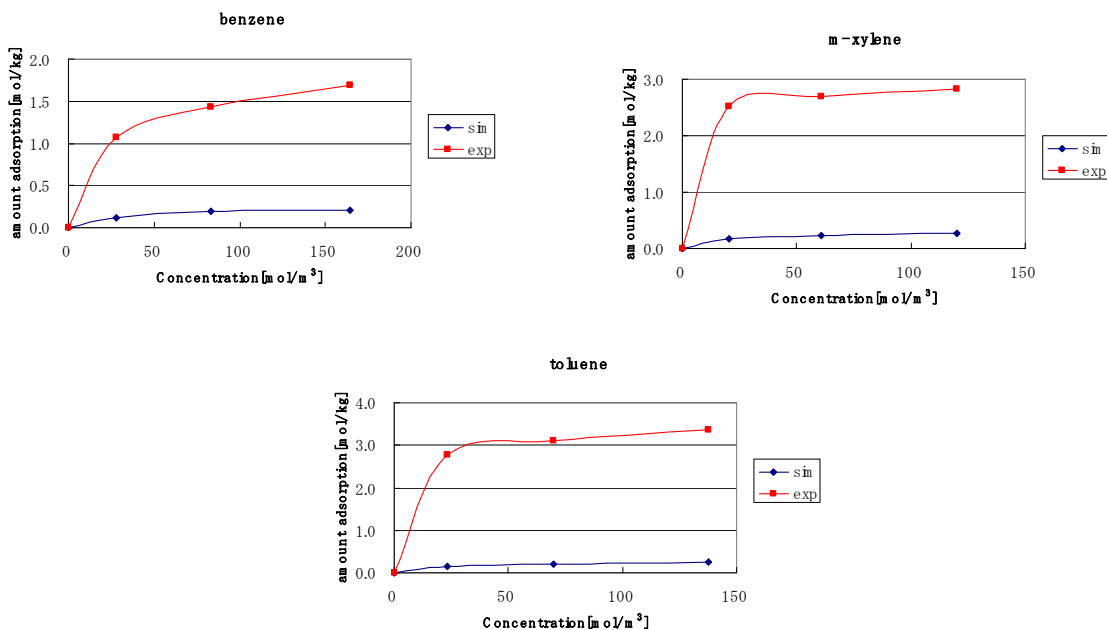 benzene
amount adsorption[mol/kg]
2.0
1.5
1.0
0.5
0.0
0 50 100 150 200
Concentration[mol/m³]
sim
exp
m-xylene
amount adsorption[mol/kg]
3.0
2.0
1.0
0.0
0 50 100 150
Concentration[mol/m³]
sim
exp
toluene
amount adsorption[mol/kg]
4.0
3.0
2.0
1.0
0.0
0 50 100 150
Concentration[mol/m³]
sim
exp